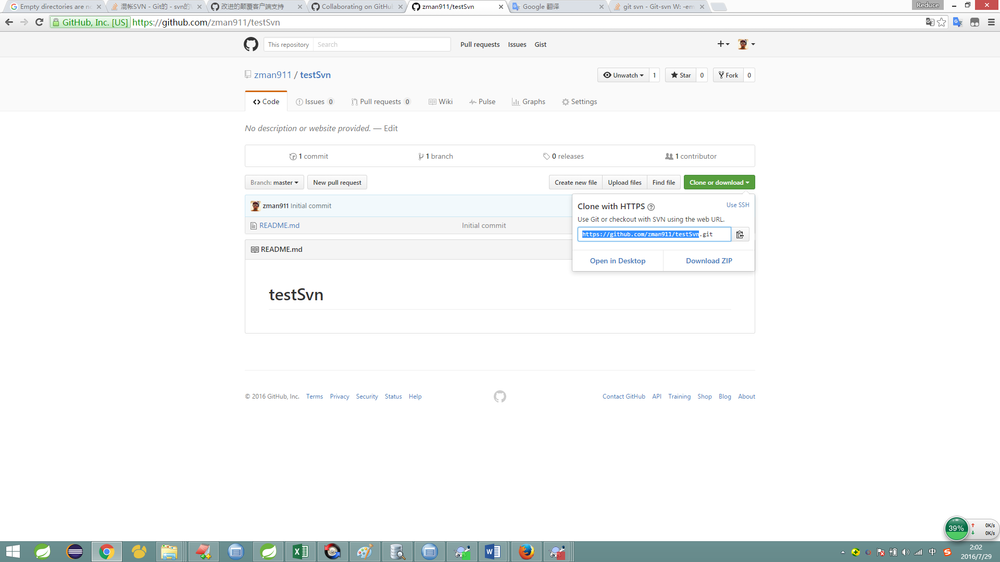 Empty directories are no
混帐SVN - Git的 - svn的W
改进的颠覆客户端支持
Collaborating on GitHub
zman911/testSvn
Google 翻译
git svn - Git-svn W: -em
Reduce
GitHub, Inc. [US] https://github.com/zman911/testSvn
This repository Search Pull requests Issues Gist
zman911 / testSvn
Unwatch 1 Star 0 Fork 0
Code Issues 0 Pull requests 0 Wiki Pulse Graphs Settings
No description or website provided. — Edit
1 commit 1 branch 0 releases 1 contributor
Branch: master New pull request Create new file Upload files Find file Clone or download
zman911 Initial commit
README.md Initial commit
Clone with HTTPS Use SSH
Use Git or checkout with SVN using the web URL.
https://github.com/zman911/testSvn.git
Open in Desktop Download ZIP
README.md
testSvn
© 2016 GitHub, Inc. Terms Privacy Security Status Help
Contact GitHub API Training Shop Blog About
39% 0K/s
0K/s
中
2:02
2016/7/29